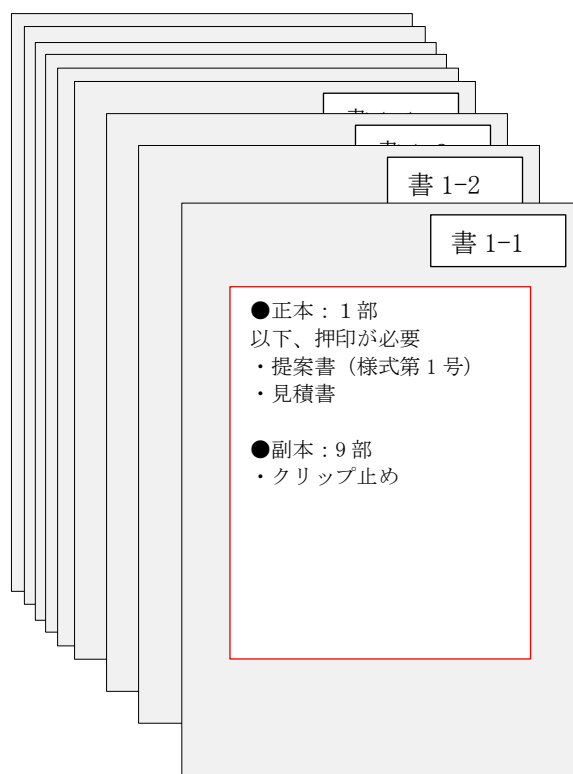 書 1-2
書 1-1
●正本：１部
以下、押印が必要
・提案書（様式第１号）
・見積書
●副本：9 部
・クリップ止め